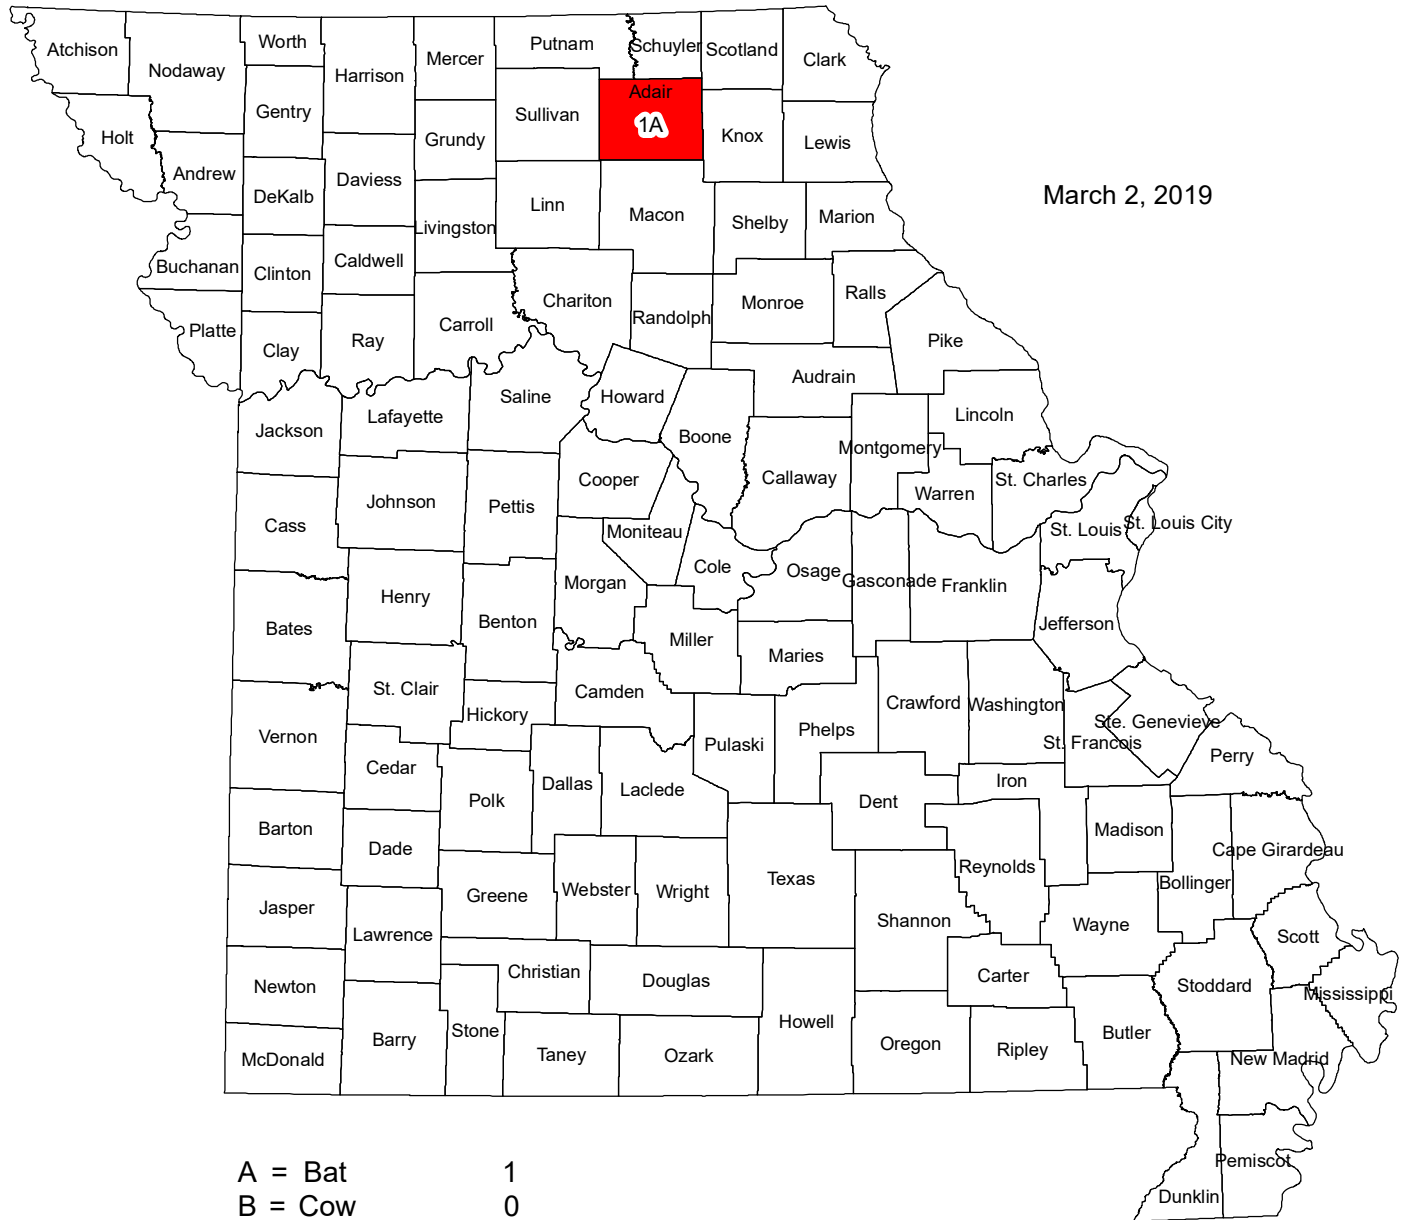 Atchison
Nodaway
Worth
Harrison
Mercer
Putnam
Schuyler
Scotland
Clark
Holt
Gentry
Grundy
Sullivan
Adair
1A
Knox
Lewis
Andrew
DeKalb
Daviess
Livingston
Linn
Macon
Shelby
Marion
March 2, 2019
Buchanan
Clinton
Caldwell
Chariton
Randolph
Monroe
Ralls
Platte
Clay
Ray
Carroll
Audrain
Pike
Jackson
Lafayette
Saline
Howard
Boone
Callaway
Montgomery
Lincoln
Cass
Johnson
Pettis
Cooper
Moniteau
Warren
St. Charles
St. Louis
St. Louis City
Bates
Henry
Benton
Morgan
Cole
Osage
Gasconade
Franklin
Jefferson
Miller
Maries
Vernon
St. Clair
Hickory
Camden
Pulaski
Phelps
Crawford
Washington
Ste. Genevieve
St. Francois
Perry
Cedar
Polk
Dallas
Laclede
Dent
Iron
Barton
Dade
Madison
Cape Girardeau
Reynolds
Bollinger
Jasper
Greene
Webster
Wright
Texas
Shannon
Wayne
Lawrence
Scott
Newton
Christian
Douglas
Carter
Stoddard
Mississippi
McDonald
Barry
Stone
Taney
Ozark
Howell
Oregon
Ripley
Butler
New Madrid
Pemiscot
Dunklin
A = Bat 1
B = Cow 0